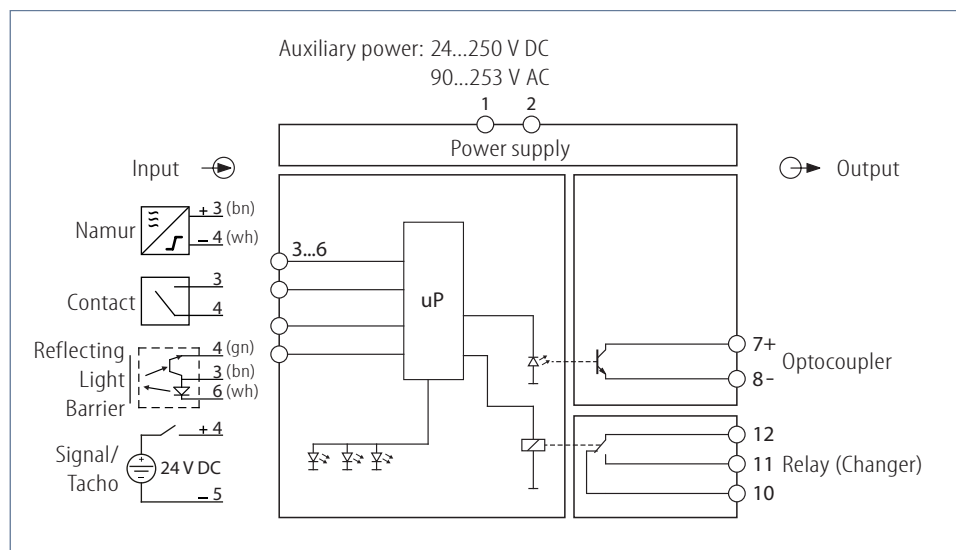 Auxiliary power: 24...250 V DC
90...253 V AC
1 2
Power supply
Input
Output
Namur
+ 3 (bn)
– 4 (wh)
Contact
3
4
Reflecting
Light
Barrier
4 (gn)
3 (bn)
6 (wh)
Signal/
Tacho
+ 4
24 V DC
– 5
3...6
uP
7+
8-
Optocoupler
12
11
10
Relay (Changer)